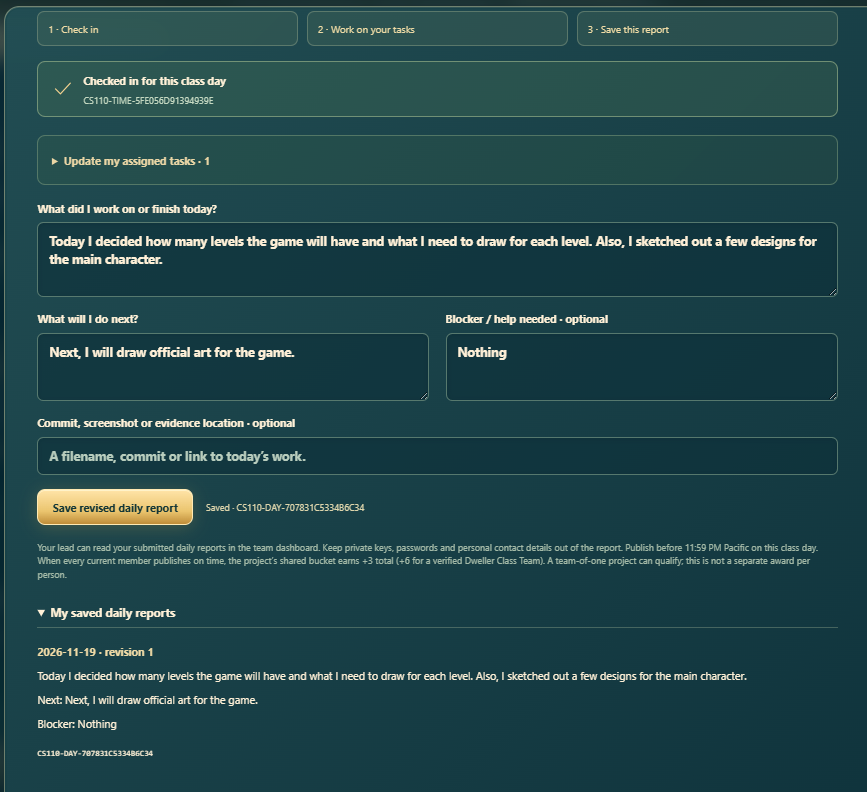 1 · Check in
2 · Work on your tasks
3 · Save this report
Checked in for this class day
CS110-TIME-5FE056D91394939E
Update my assigned tasks · 1
What did I work on or finish today?
Today I decided how many levels the game will have and what I need to draw for each level. Also, I sketched out a few designs for
the main character.
What will I do next?
Blocker / help needed · optional
Next, I will draw official art for the game.
Nothing
Commit, screenshot or evidence location · optional
A filename, commit or link to today’s work.
Save revised daily report
Saved · CS110-DAY-707831C5334B6C34
Your lead can read your submitted daily reports in the team dashboard. Keep private keys, passwords and personal contact details out of the report. Publish before 11:59 PM Pacific on this class day.
When every current member publishes on time, the project’s shared bucket earns +3 total (+6 for a verified Dweller Class Team). A team-of-one project can qualify; this is not a separate award per
person.
My saved daily reports
2026-11-19 · revision 1
Today I decided how many levels the game will have and what I need to draw for each level. Also, I sketched out a few designs for the main character.
Next: Next, I will draw official art for the game.
Blocker: Nothing
CS110-DAY-707831C5334B6C34